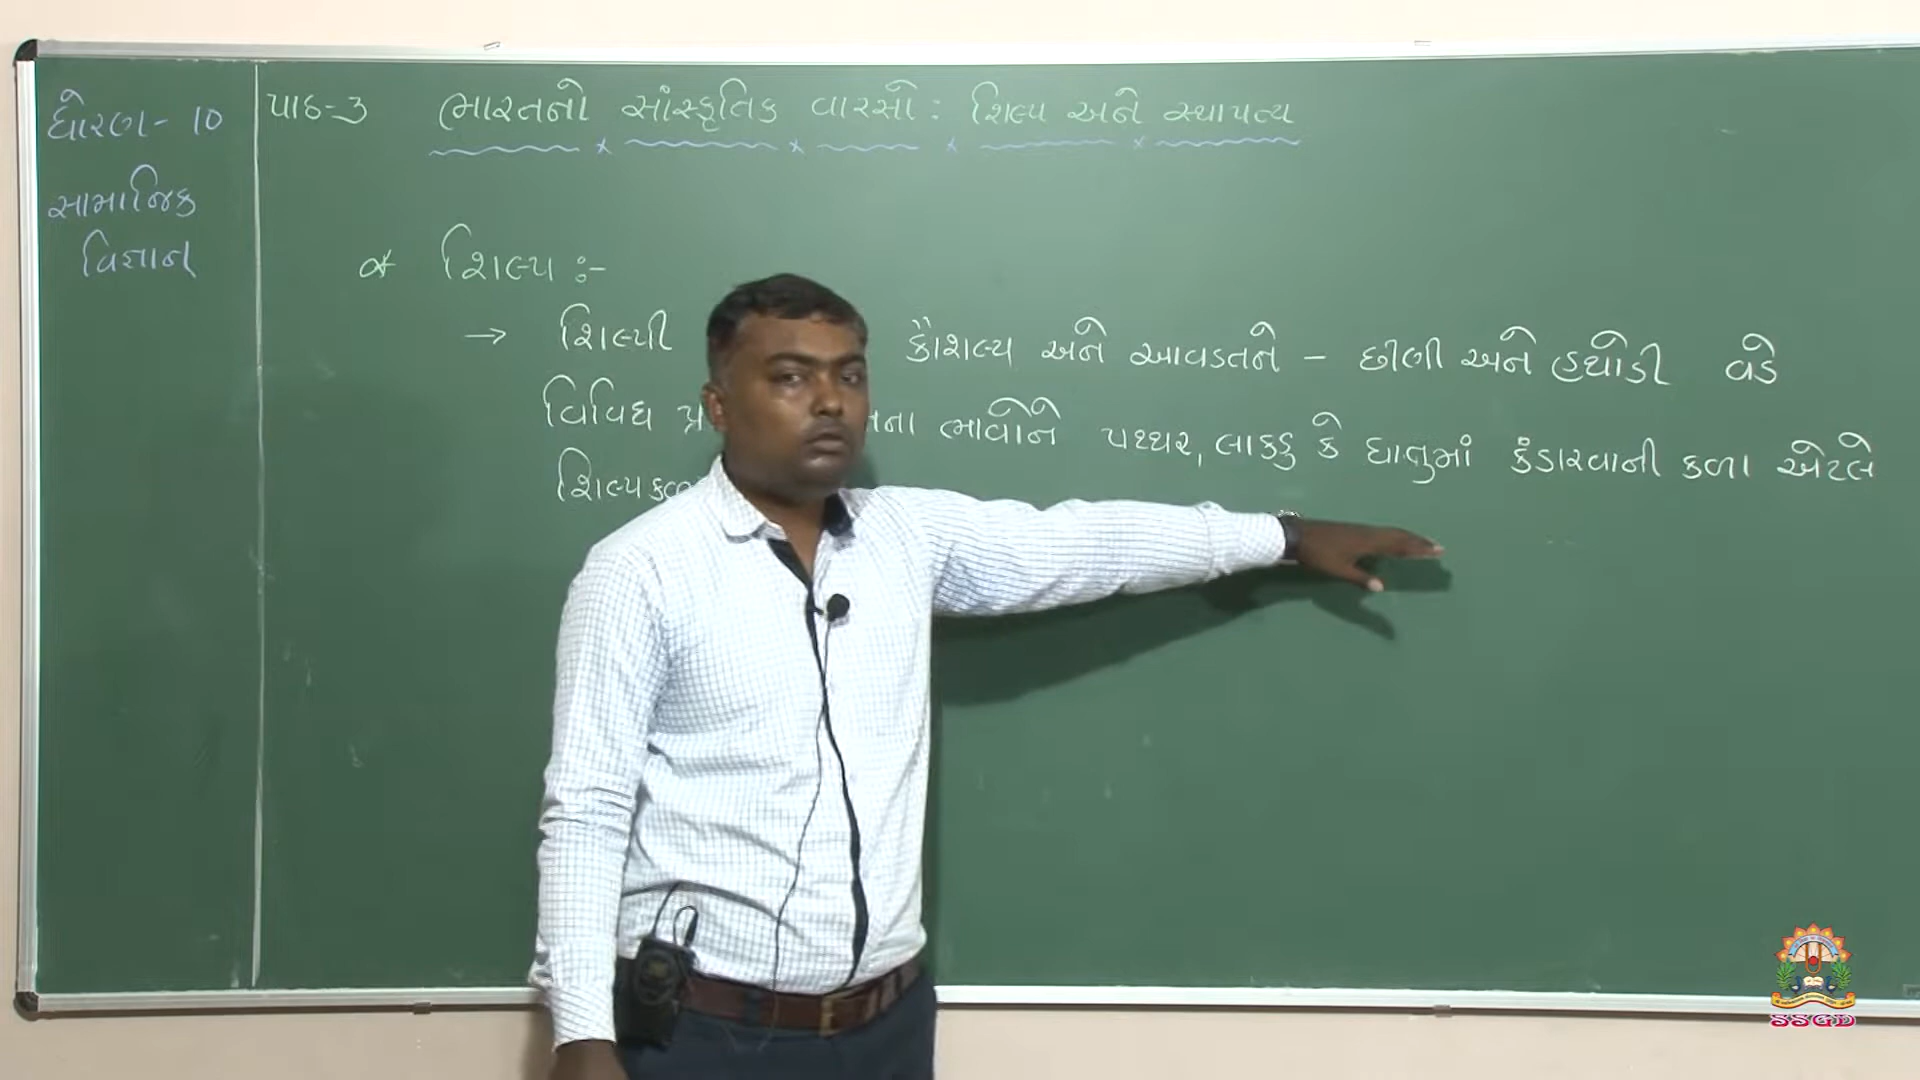 ધોરણ- 10
સામાજિક
વિજ્ઞાન
પાઠ-૩ ભારતનો સાંસ્કૃતિક વારસો: શિલ્પ અને સ્થાપત્ય
* શિલ્પ :-
→ શિલ્પી કૌશલ્ય અને આવડતને - છીણી અને હથોડી વડે
વિવિધ ભાવોને પથ્થર, લાકડુ કે ધાતુમાં કંડારવાની કળા એટલે
શિલ્પકળા
SSGD